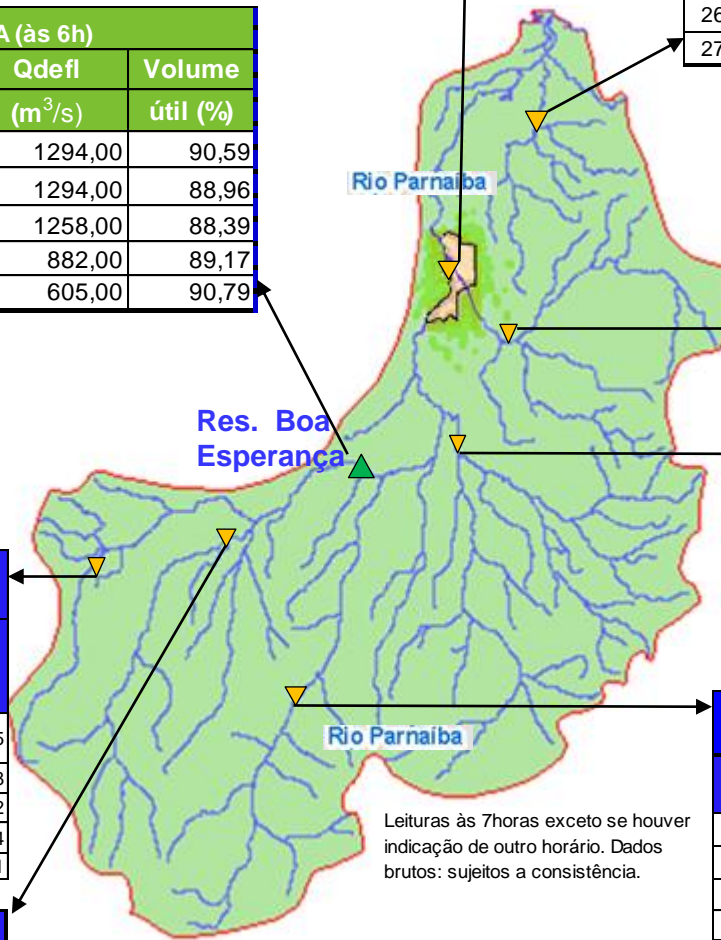 A (às 6h)
Qdefl Volume
(m³/s) útil (%)
1294,00 90,59
1294,00 88,96
1258,00 88,39
882,00 89,17
605,00 90,79
26
27
Rio Parnaiba
Res. Boa
Esperança
Rio Parnaiba
Leituras às 7horas exceto se houver
indicação de outro horário. Dados
brutos: sujeitos a consistência.